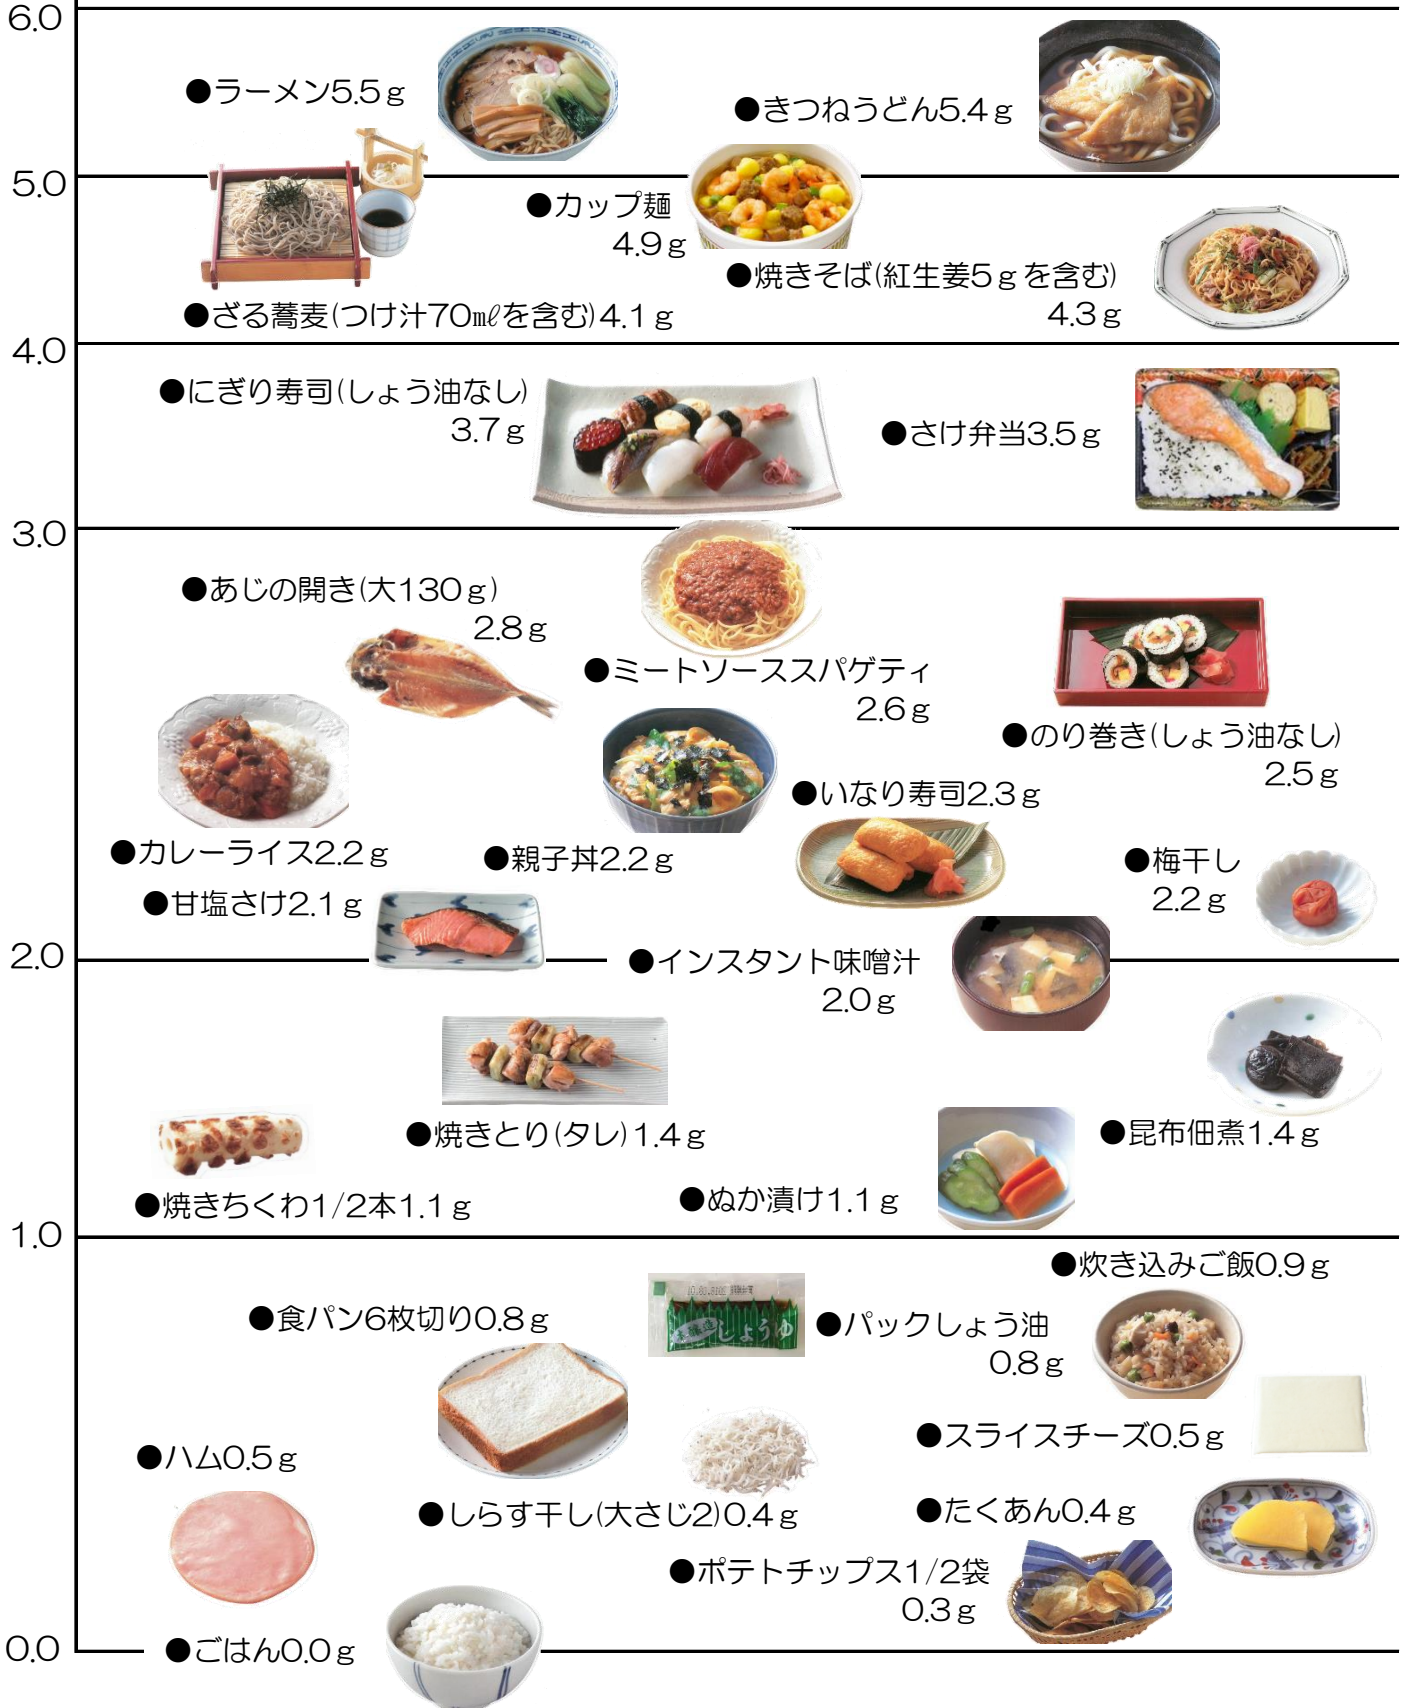 6.0
●ラーメン5.5ｇ
●きつねうどん5.4ｇ
5.0
●カップ麺
4.9ｇ
●焼きそば(紅生姜5ｇを含む)
4.3ｇ
●ざる蕎麦(つけ汁70㎖を含む)4.1ｇ
4.0
●にぎり寿司(しょう油なし)
3.7ｇ
●さけ弁当3.5ｇ
3.0
●あじの開き(大130ｇ)
2.8ｇ
●ミートソーススパゲティ
2.6ｇ
●のり巻き(しょう油なし)
2.5ｇ
●いなり寿司2.3ｇ
●カレーライス2.2ｇ
●親子丼2.2ｇ
●梅干し
2.2ｇ
●甘塩さけ2.1ｇ
2.0
●インスタント味噌汁
2.0ｇ
●焼きとり(タレ)1.4ｇ
●昆布佃煮1.4ｇ
●焼きちくわ1/2本1.1ｇ
●ぬか漬け1.1ｇ
1.0
●炊き込みご飯0.9ｇ
●食パン6枚切り0.8ｇ
しょうゆ
●パックしょう油
0.8ｇ
●スライスチーズ0.5ｇ
●ハム0.5ｇ
●しらす干し(大さじ2)0.4ｇ
●たくあん0.4ｇ
●ポテトチップス1/2袋
0.3ｇ
0.0
●ごはん0.0ｇ